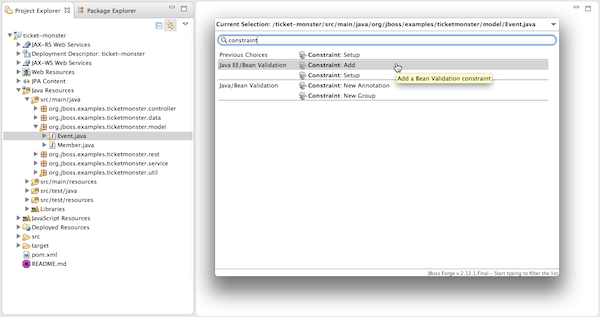 Project Explorer
Package Explorer
ticket-monster
JAX-RS Web Services
Deployment Descriptor: ticket-monster
JAX-WS Web Services
Web Resources
JPA Content
Java Resources
src/main/java
org.jboss.examples.ticketmonster.controller
org.jboss.examples.ticketmonster.data
org.jboss.examples.ticketmonster.model
Event.java
Member.java
org.jboss.examples.ticketmonster.rest
org.jboss.examples.ticketmonster.service
org.jboss.examples.ticketmonster.util
src/main/resources
src/test/java
src/test/resources
Libraries
JavaScript Resources
Deployed Resources
src
target
pom.xml
README.md
Current Selection: /ticket-monster/src/main/java/org/jboss/examples/ticketmonster/model/Event.java
constraint
Previous Choices Constraint: Setup
Java EE/Bean Validation Constraint: Add
Constraint: Setup
Add a Bean Validation constraint
Java/Bean Validation Constraint: New Annotation
Constraint: New Group
JBoss Forge v.2.12.1.Final - Start typing to filter the list